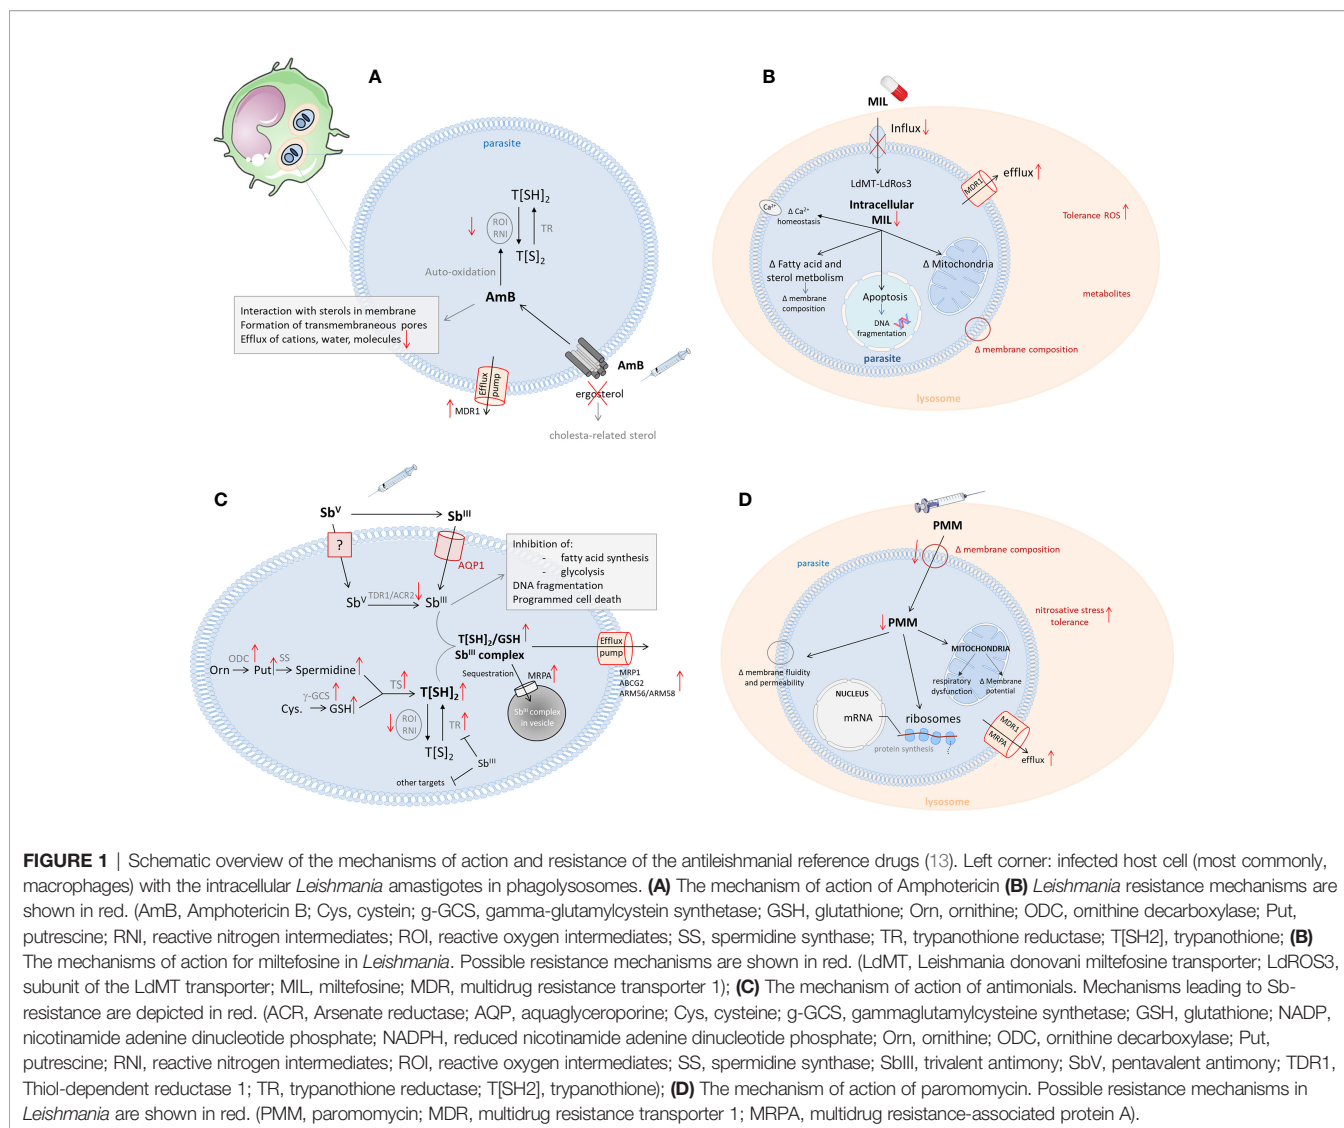 A
parasite
T[SH]2
ROI
RNI
TR
T[S]2
Auto-oxidation
AmB
Interaction with sterols in membrane
Formation of transmembraneous pores
Efflux of cations, water, molecules
Efflux
pump
MDR1
AmB
ergosterol
cholesta-related sterol
B
MIL
Influx
LdMT-LdRos3
MDR1
efflux
Intracellular
MIL
Ca2+
Δ Ca2+
homeostasis
Tolerance ROS
Δ Fatty acid and
sterol metbolism
Δ Mitochondria
Δ membrane
composition
Apoptosis
DNA
fragmentation
metabolites
parasite
Δ membrane composition
lysosome
C
SbV
SbIII
?
AQP1
Inhibition of:
- fatty acid synthesis
- glycolysis
DNA fragmentation
Programmed cell death
SbV
TDR1/ACR2
SbIII
T[SH]2/GSH
SbIII complex
Efflux
pump
MRP1
ABCG2
ARM56/ARM58
Sequestration
MRPA
SbIII complex
in vesicle
Orn
ODC
Put
SS
Spermidine
γ-GCS
Cys.
GSH
TS
T[SH]2
ROI
RNI
TR
T[S]2
SbIII
other targets
D
PMM
Δ membrane composition
parasite
PMM
nitrosative stress
tolerance
MITOCHONDRIA
respiratory
dysfunction
Δ Membrane
potential
Δ membrane fluidity
and permeability
NUCLEUS
mRNA
ribosomes
protein synthesis
MDR1
MRPA
efflux
lysosome
FIGURE 1 | Schematic overview of the mechanisms of action and resistance of the antileishmanial reference drugs (13). Left corner: infected host cell (most commonly,
macrophages) with the intracellular Leishmania amastigotes in phagolysosomes. (A) The mechanism of action of Amphotericin (B) Leishmania resistance mechanisms are
shown in red. (AmB, Amphotericin B; Cys, cystein; g-GCS, gamma-glutamylcystein synthetase; GSH, glutathione; Orn, ornithine; ODC, ornithine decarboxylase; Put,
putrescine; RNI, reactive nitrogen intermediates; ROI, reactive oxygen intermediates; SS, spermidine synthase; TR, trypanothione reductase; T[SH2], trypanothione; (B)
The mechanisms of action for miltefosine in Leishmania. Possible resistance mechanisms are shown in red. (LdMT, Leishmania donovani miltefosine transporter; LdROS3,
subunit of the LdMT transporter; MIL, miltefosine; MDR, multidrug resistance transporter 1); (C) The mechanism of action of antimonials. Mechanisms leading to Sb-
resistance are depicted in red. (ACR, Arsenate reductase; AQP, aquaglyceroporine; Cys, cysteine; g-GCS, gammaglutamylcysteine synthetase; GSH, glutathione; NADP,
nicotinamide adenine dinucleotide phosphate; NADPH, reduced nicotinamide adenine dinucleotide phosphate; Orn, ornithine; ODC, ornithine decarboxylase; Put,
putrescine; RNI, reactive nitrogen intermediates; ROI, reactive oxygen intermediates; SS, spermidine synthase; SbIII, trivalent antimony; SbV, pentavalent antimony; TDR1,
Thiol-dependent reductase 1; TR, trypanothione reductase; T[SH2], trypanothione); (D) The mechanism of action of paromomycin. Possible resistance mechanisms in
Leishmania are shown in red. (PMM, paromomycin; MDR, multidrug resistance transporter 1; MRPA, multidrug resistance-associated protein A).